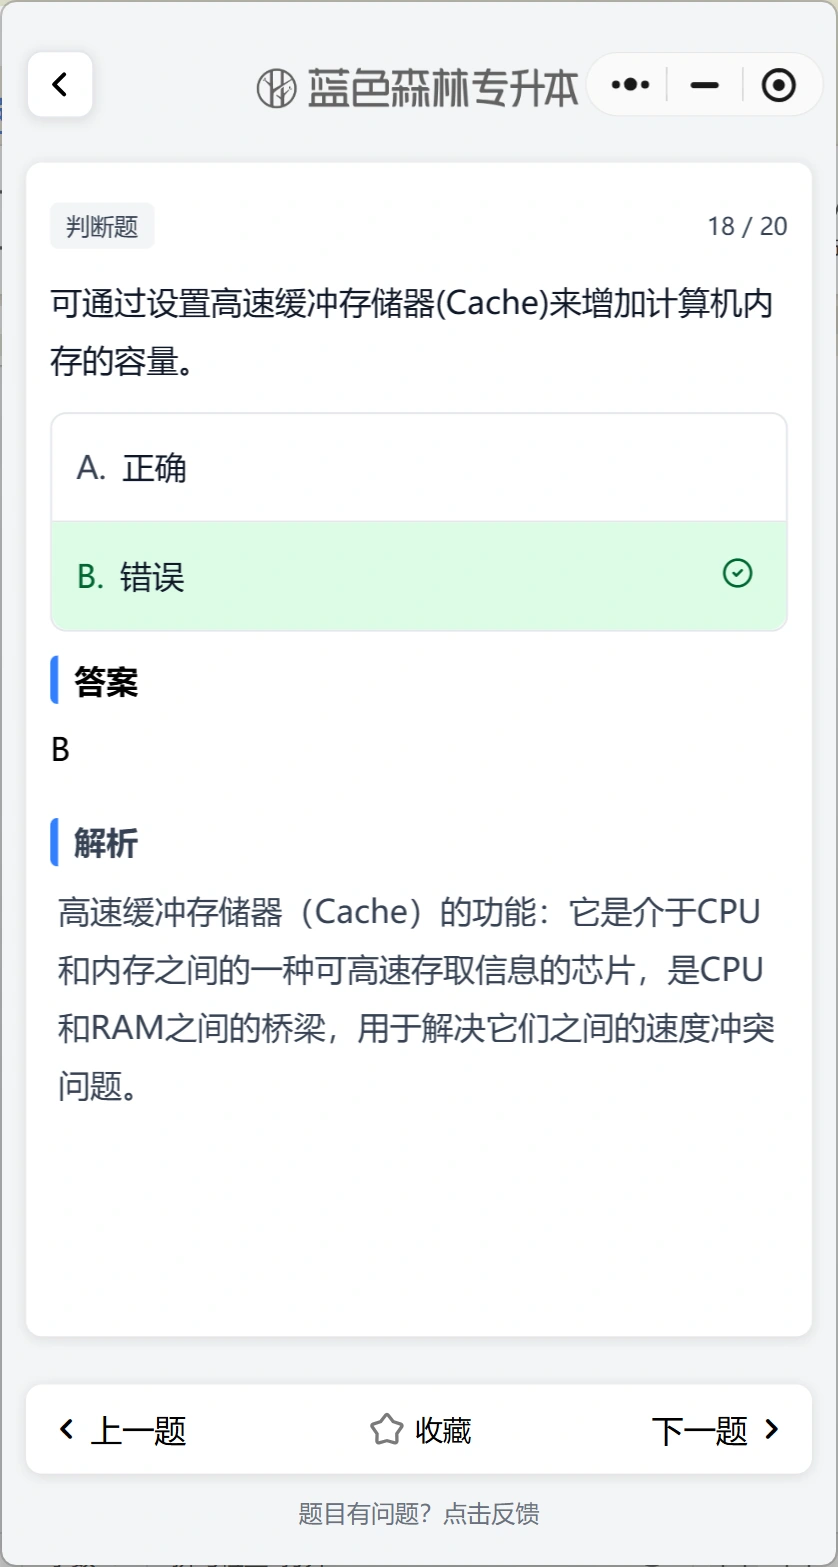 蓝色森林专升本
判断题
18 / 20
可通过设置高速缓冲存储器(Cache)来增加计算机内
存的容量。
A. 正确
B. 错误
答案
B
解析
高速缓冲存储器（Cache）的功能：它是介于CPU
和内存之间的一种可高速存取信息的芯片，是CPU
和RAM之间的桥梁，用于解决它们之间的速度冲突
问题。
上一题
收藏
下一题
题目有问题？点击反馈